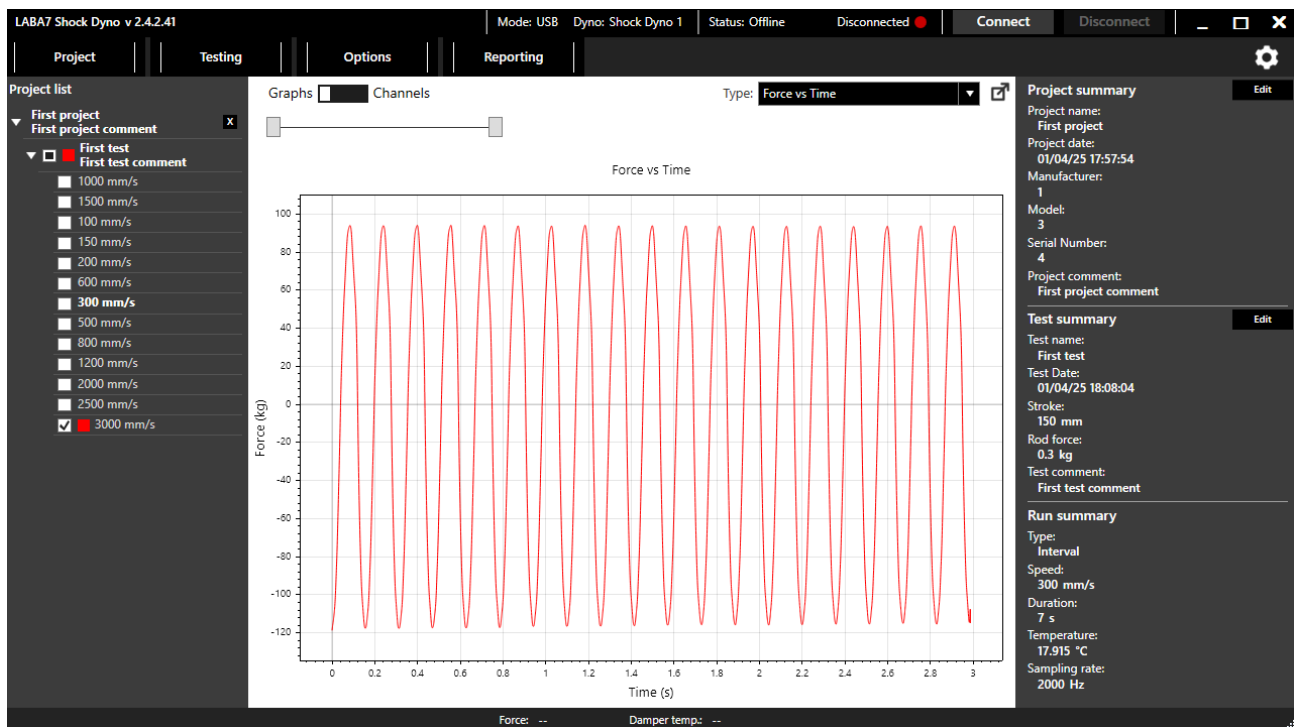 LABA7 Shock Dyno v 2.4.2.41
Mode: USB
Dyno: Shock Dyno 1
Status: Offline
Disconnected
Connect
Disconnect
Project
Testing
Options
Reporting
Project list
First project
First project comment
X
First test
First test comment
1000 mm/s
1500 mm/s
100 mm/s
150 mm/s
200 mm/s
600 mm/s
300 mm/s
500 mm/s
800 mm/s
1200 mm/s
2000 mm/s
2500 mm/s
3000 mm/s
Graphs
Channels
Type:
Force vs Time
Force vs Time
100
80
60
40
20
0
-20
-40
-60
-80
-100
-120
Force (kg)
0
0.2
0.4
0.6
0.8
1
1.2
1.4
1.6
1.8
2
2.2
2.4
2.6
2.8
3
Time (s)
Project summary
Edit
Project name:
First project
Project date:
01/04/25 17:57:54
Manufacturer:
1
Model:
3
Serial Number:
4
Project comment:
First project comment
Test summary
Edit
Test name:
First test
Test Date:
01/04/25 18:08:04
Stroke:
150 mm
Rod force:
0.3 kg
Test comment:
First test comment
Run summary
Type:
Interval
Speed:
300 mm/s
Duration:
7 s
Temperature:
17.915 °C
Sampling rate:
2000 Hz
Force: --
Damper temp.: --